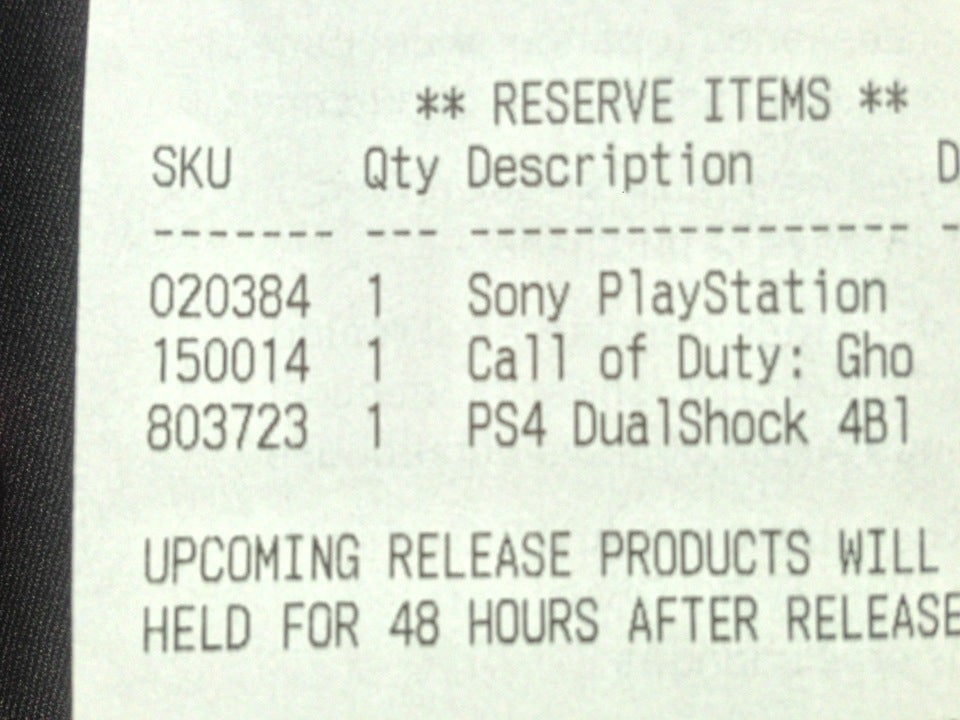 ** RESERVE ITEMS **
SKU Qty Description D
------- --- ----------------- -
020384 1 Sony PlayStation
150014 1 Call of Duty: Gho
803723 1 PS4 DualShock 4Bl
UPCOMING RELEASE PRODUCTS WILL
HELD FOR 48 HOURS AFTER RELEASE